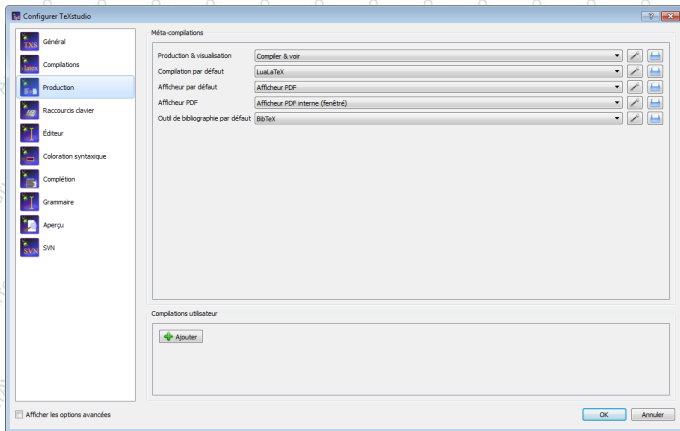 Configurer TeXstudio
Général
Compilations
Production
Raccourcis clavier
Éditeur
Coloration syntaxique
Complétion
Grammaire
Aperçu
SVN
Méta-compilations
Production & visualisation Compiler & voir
Compilation par défaut LuaLaTeX
Afficheur par défaut Afficheur PDF
Afficheur PDF Afficheur PDF interne (fenêtré)
Outil de bibliographie par défaut BibTeX
Compilations utilisateur
Ajouter
Afficher les options avancées
OK Annuler